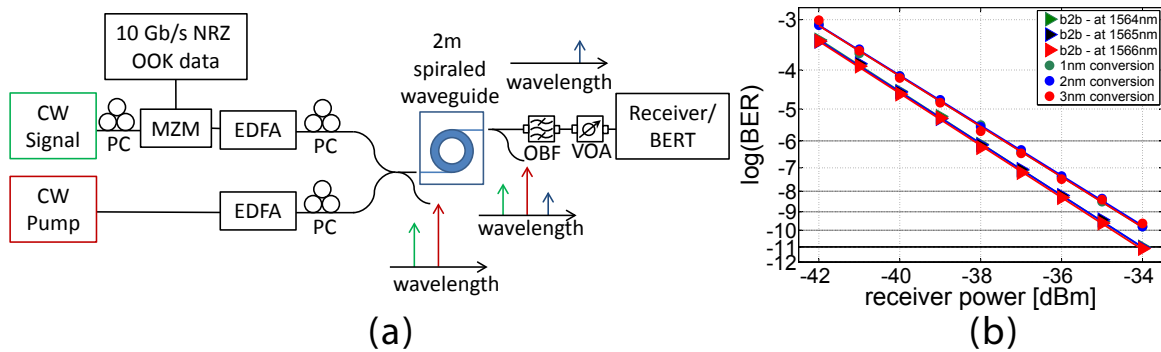 10 Gb/s NRZ
OOK data
CW
Signal
PC
MZM
EDFA
PC
CW
Pump
EDFA
PC
2m
spiraled
waveguide
wavelength
OBF
VOA
Receiver/
BERT
wavelength
wavelength
(a)
log(BER)
-3
-4
-5
-6
-7
-8
-9
-10
-11
-12
-42
-40
-38
-36
-34
receiver power [dBm]
b2b - at 1564nm
b2b - at 1565nm
b2b - at 1566nm
1nm conversion
2nm conversion
3nm conversion
(b)